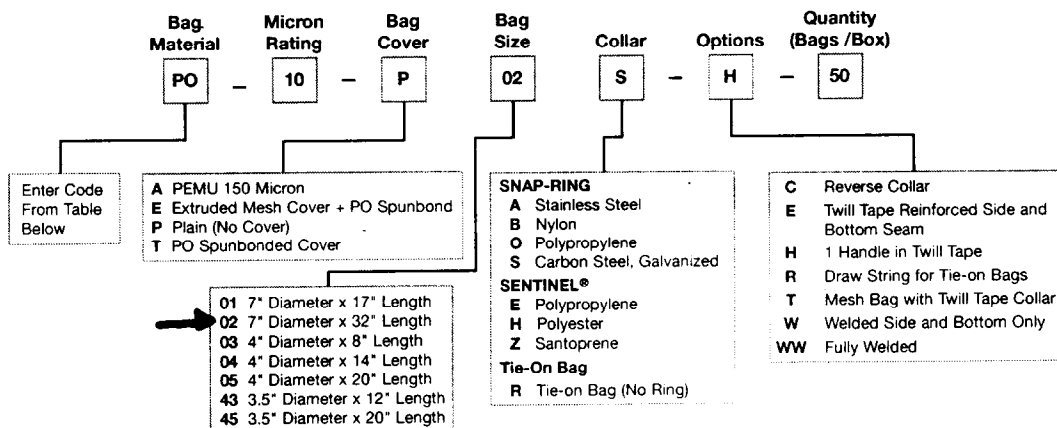 Bag Material
Micron Rating
Bag Cover
Bag Size
Collar
Options
Quantity (Bags /Box)
PO – 10 – P 02 S – H – 50
Enter Code
From Table
Below
A PEMU 150 Micron
E Extruded Mesh Cover + PO Spunbond
P Plain (No Cover)
T PO Spunbonded Cover
01 7" Diameter x 17" Length
02 7" Diameter x 32" Length
03 4" Diameter x 8" Length
04 4" Diameter x 14" Length
05 4" Diameter x 20" Length
43 3.5" Diameter x 12" Length
45 3.5" Diameter x 20" Length
SNAP-RING
A Stainless Steel
B Nylon
O Polypropylene
S Carbon Steel, Galvanized
SENTINEL®
E Polypropylene
H Polyester
Z Santoprene
Tie-On Bag
R Tie-on Bag (No Ring)
C Reverse Collar
E Twill Tape Reinforced Side and
Bottom Seam
H 1 Handle in Twill Tape
R Draw String for Tie-on Bags
T Mesh Bag with Twill Tape Collar
W Welded Side and Bottom Only
WW Fully Welded